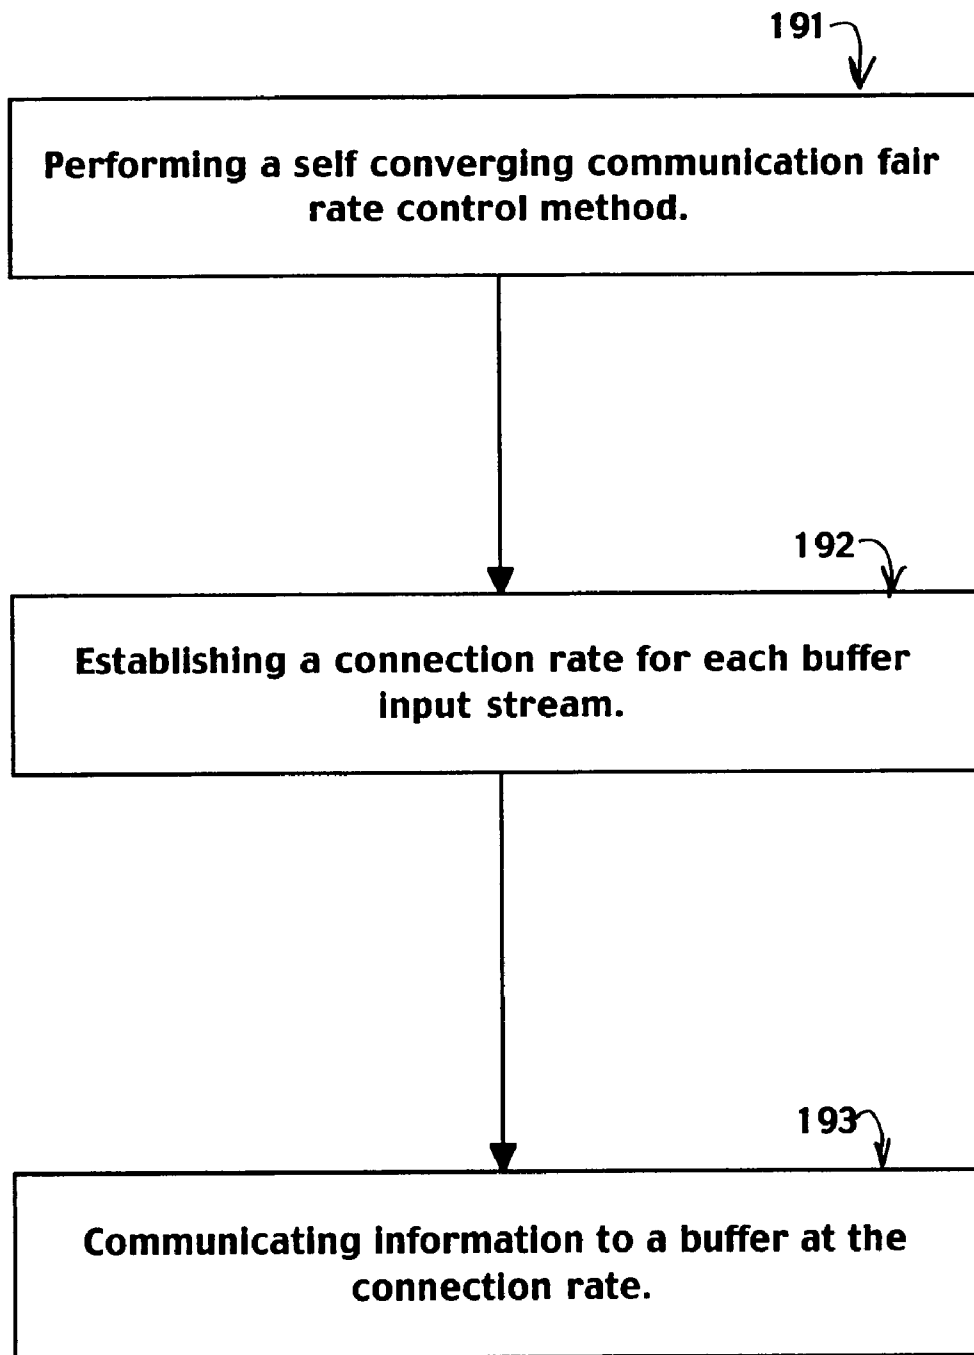 191
Performing a self converging communication fair
rate control method.
192
Establishing a connection rate for each buffer
input stream.
193
Communicating information to a buffer at the
connection rate.